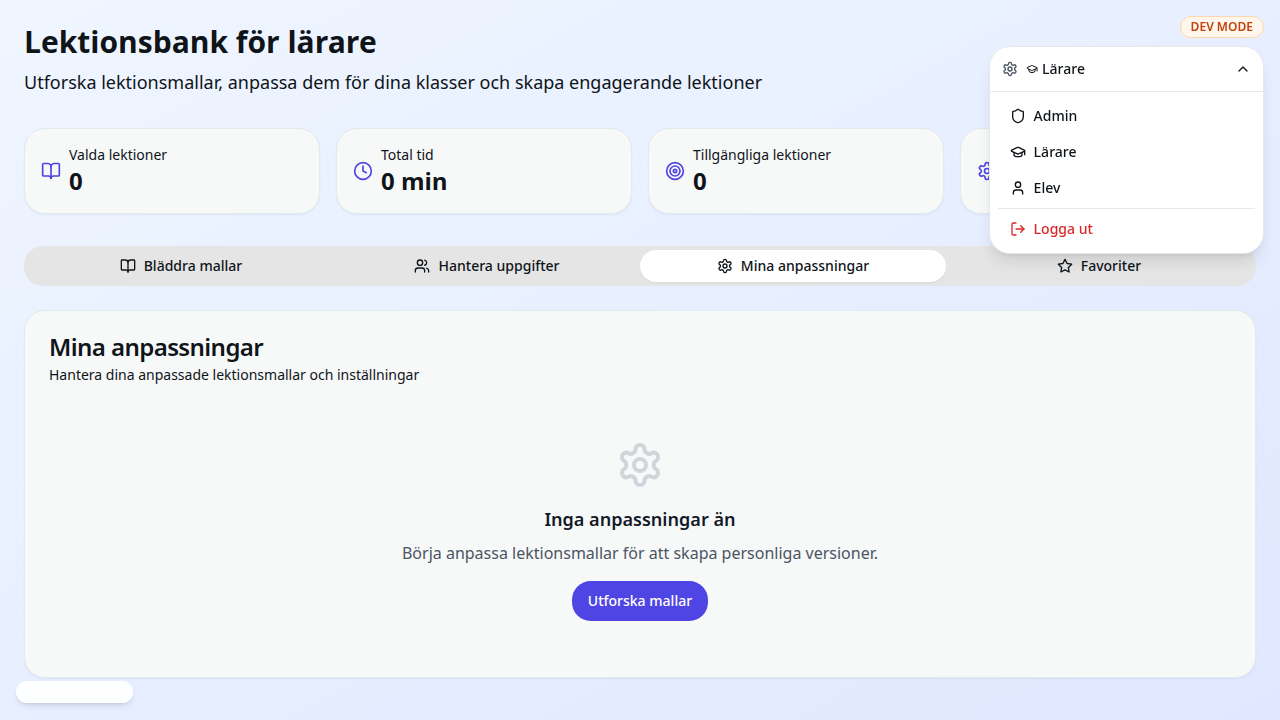 Lektionsbank för lärare
Utforska lektionsmallar, anpassa dem för dina klasser och skapa engagerande lektioner
DEV MODE
Lärare
Admin
Lärare
Elev
Logga ut
Valda lektioner
0
Total tid
0 min
Tillgängliga lektioner
0
Bläddra mallar
Hantera uppgifter
Mina anpassningar
Favoriter
Mina anpassningar
Hantera dina anpassade lektionsmallar och inställningar
Inga anpassningar än
Börja anpassa lektionsmallar för att skapa personliga versioner.
Utforska mallar